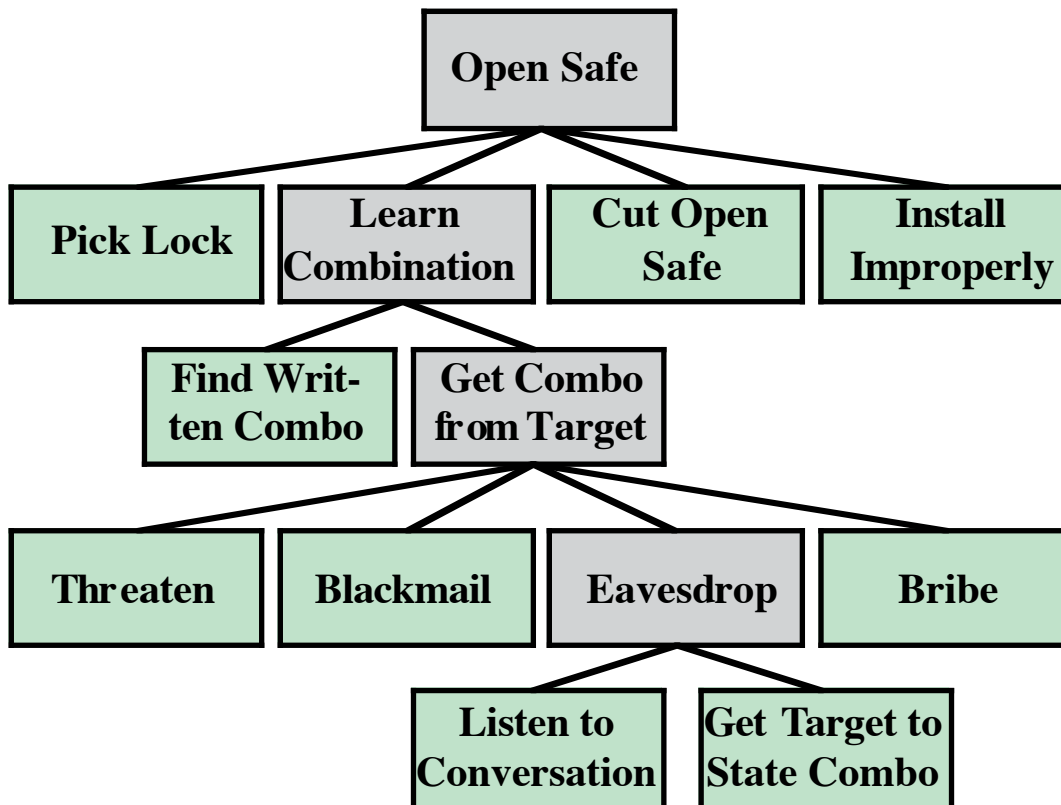 Open Safe
Pick Lock
Learn
Combination
Cut Open
Safe
Install
Improperly
Find Writ-
ten Combo
Get Combo
from Target
Threaten
Blackmail
Eavesdrop
Bribe
Listen to
Conversation
Get Target to
State Combo